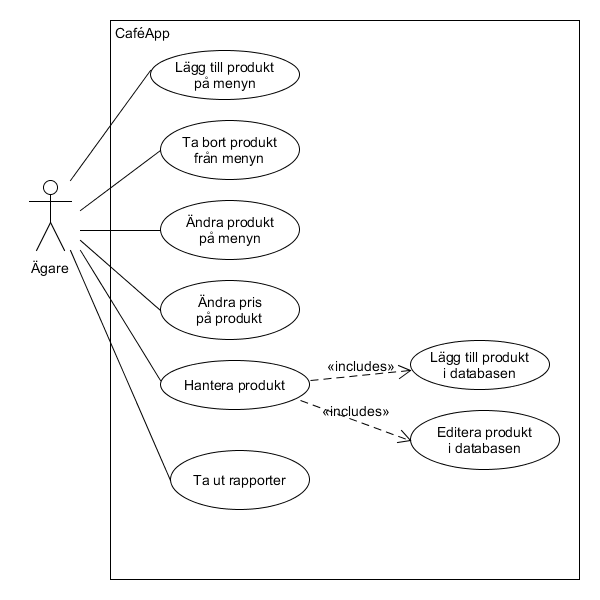 CaféApp
Lägg till produkt
på menyn
Ta bort produkt
från menyn
Ändra produkt
på menyn
Ägare
Ändra pris
på produkt
Hantera produkt
«includes»
Lägg till produkt
i databasen
«includes»
Editera produkt
i databasen
Ta ut rapporter